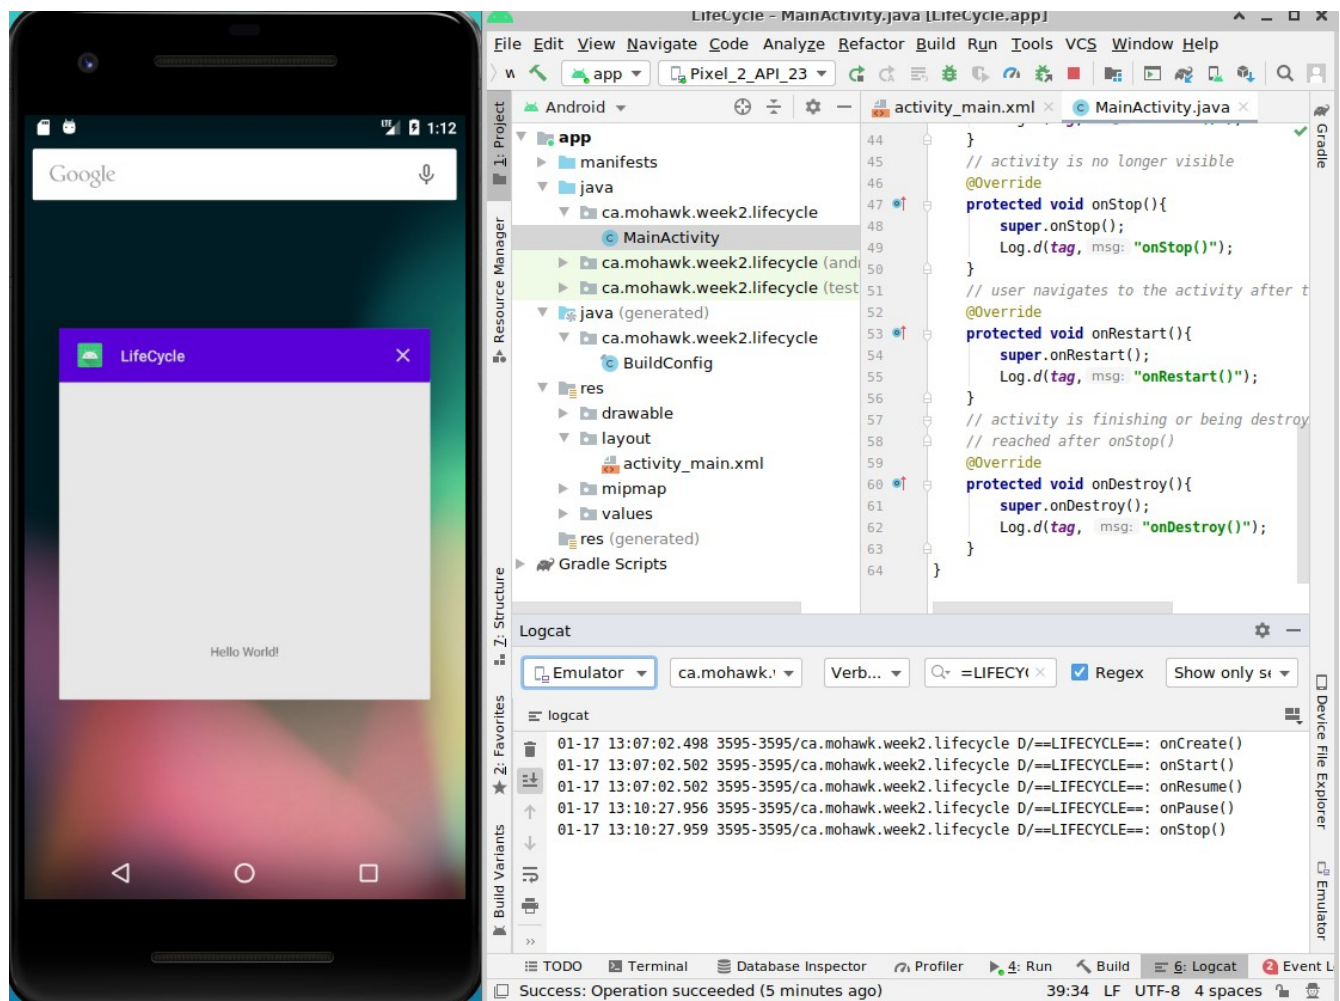 1:12
Google
LifeCycle
Hello World!
LifeCycle - MainActivity.java [LifeCycle.app]
File Edit View Navigate Code Analyze Refactor Build Run Tools VCS Window Help
app Pixel_2_API_23
1: Project
Resource Manager
7: Structure
2: Favorites
Build Variants
Android
app
manifests
java
ca.mohawk.week2.lifecycle
MainActivity
ca.mohawk.week2.lifecycle (and
ca.mohawk.week2.lifecycle (test
java (generated)
ca.mohawk.week2.lifecycle
BuildConfig
res
drawable
layout
activity_main.xml
mipmap
values
res (generated)
Gradle Scripts
activity_main.xml MainActivity.java
44 }
45 // activity is no longer visible
46 @Override
47 protected void onStop(){
48 super.onStop();
49 Log.d(tag, msg: "onStop()");
50 }
51 // user navigates to the activity after t
52 @Override
53 protected void onRestart(){
54 super.onRestart();
55 Log.d(tag, msg: "onRestart()");
56 }
57 // activity is finishing or being destroy
58 // reached after onStop()
59 @Override
60 protected void onDestroy(){
61 super.onDestroy();
62 Log.d(tag, msg: "onDestroy()");
63 }
64 }
Gradle
Device File Explorer
Emulator
Logcat
Emulator ca.mohawk. Verb... =LIFECY Regex Show only se
logcat
01-17 13:07:02.498 3595-3595/ca.mohawk.week2.lifecycle D/==LIFECYCLE==: onCreate()
01-17 13:07:02.502 3595-3595/ca.mohawk.week2.lifecycle D/==LIFECYCLE==: onStart()
01-17 13:07:02.502 3595-3595/ca.mohawk.week2.lifecycle D/==LIFECYCLE==: onResume()
01-17 13:10:27.956 3595-3595/ca.mohawk.week2.lifecycle D/==LIFECYCLE==: onPause()
01-17 13:10:27.959 3595-3595/ca.mohawk.week2.lifecycle D/==LIFECYCLE==: onStop()
TODO Terminal Database Inspector Profiler 4: Run Build 6: Logcat 2 Event L
Success: Operation succeeded (5 minutes ago) 39:34 LF UTF-8 4 spaces